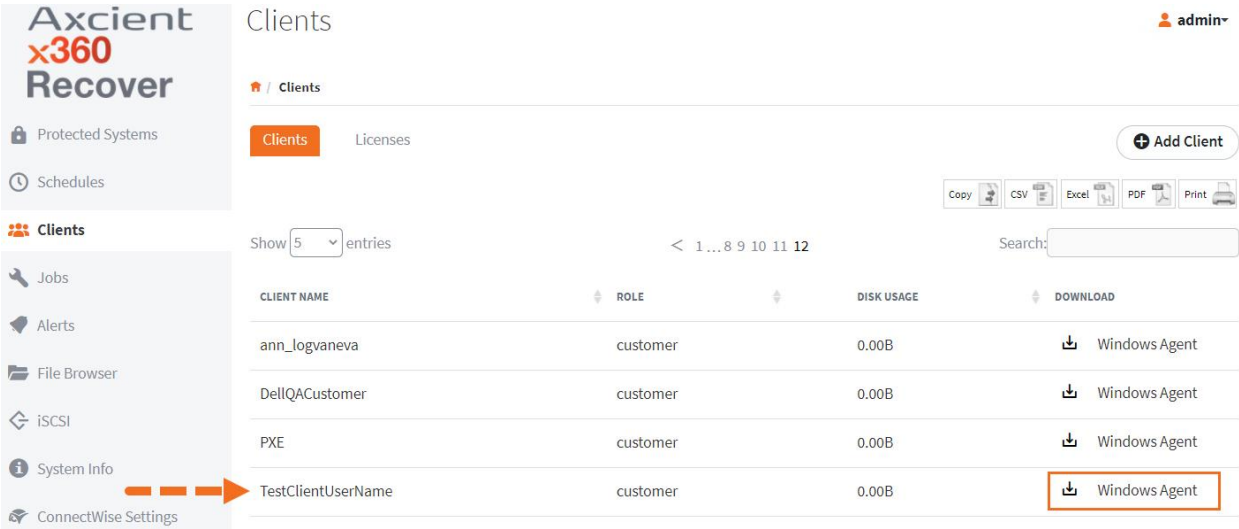 Axcient
x360
Recover
Protected Systems
Schedules
Clients
Jobs
Alerts
File Browser
iSCSI
System Info
ConnectWise Settings
Clients
admin
/ Clients
Clients Licenses
Add Client
Copy CSV Excel PDF Print
Show 5 entries < 1 ... 8 9 10 11 12 Search:
CLIENT NAME ROLE DISK USAGE DOWNLOAD
ann_logvaneva customer 0.00B Windows Agent
DellQACustomer customer 0.00B Windows Agent
PXE customer 0.00B Windows Agent
TestClientUserName customer 0.00B Windows Agent